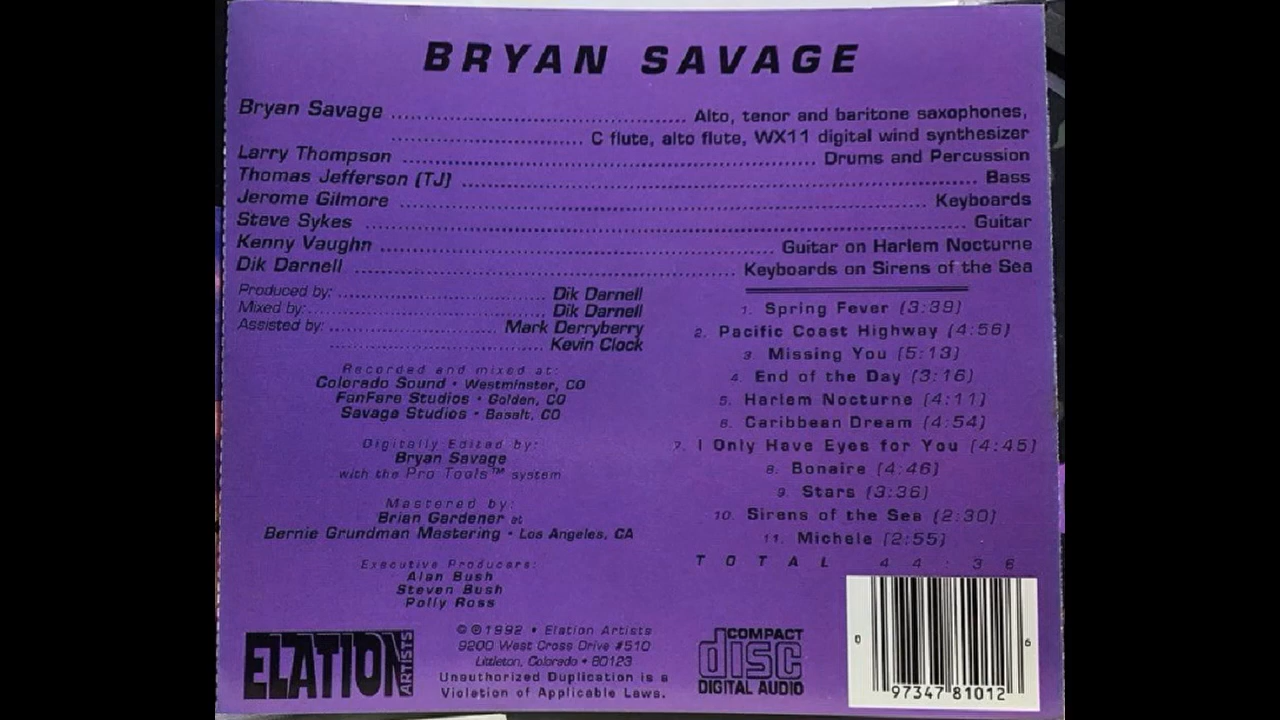 BRYAN SAVAGE
Bryan Savage ........ Alto, tenor and baritone saxophones,
........ C flute, alto flute, WX11 digital wind synthesizer
Larry Thompson ........ Drums and Percussion
Thomas Jefferson (TJ) ........ Bass
Jerome Gilmore ........ Keyboards
Steve Sykes ........ Guitar
Kenny Vaughn ........ Guitar on Harlem Nocturne
Dik Darnell ........ Keyboards on Sirens of the Sea
Produced by: ........ Dik Darnell
Mixed by: ........ Dik Darnell
Assisted by: ........ Mark Derryberry
........ Kevin Clock
Recorded and mixed at:
Colorado Sound • Westminster, CO
FanFare Studios • Golden, CO
Savage Studios • Basalt, CO
Digitally Edited by:
Bryan Savage
with the Pro Tools™ system
Mastered by:
Brian Gardener at
Bernie Grundman Mastering • Los Angeles, CA
Executive Producers:
Alan Bush
Steven Bush
Polly Ross
1. Spring Fever (3:39)
2. Pacific Coast Highway (4:56)
3. Missing You (5:13)
4. End of the Day (3:16)
5. Harlem Nocturne (4:11)
6. Caribbean Dream (4:54)
7. I Only Have Eyes for You (4:45)
8. Bonaire (4:46)
9. Stars (3:36)
10. Sirens of the Sea (2:30)
11. Michele (2:55)
TOTAL 44:36
ELATION ARTISTS
© ℗ 1992 • Elation Artists
9200 West Cross Drive #510
Littleton, Colorado • 80123
Unauthorized Duplication is a
Violation of Applicable Laws.
COMPACT
disc
DIGITAL AUDIO
0 97347 81012 6